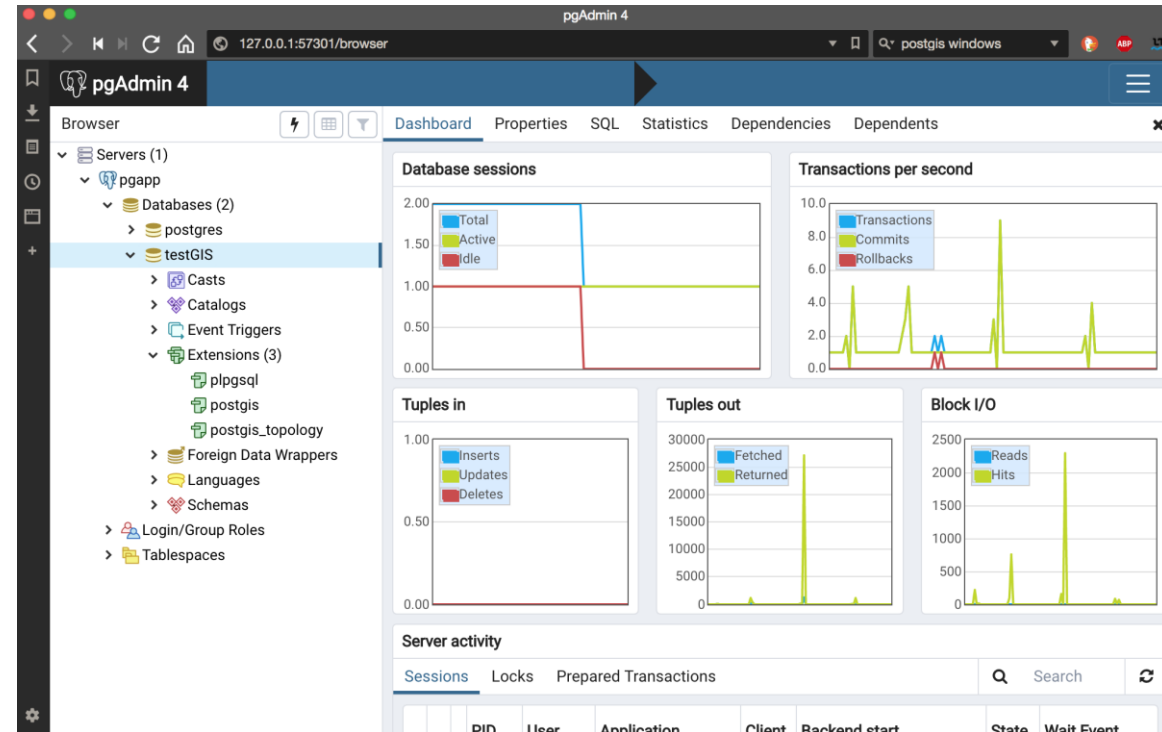 pgAdmin 4
127.0.0.1:57301/browser
postgis windows
ABP
pgAdmin 4
Browser
Servers (1)
pgapp
Databases (2)
postgres
testGIS
Casts
Catalogs
Event Triggers
Extensions (3)
plpgsql
postgis
postgis_topology
Foreign Data Wrappers
Languages
Schemas
Login/Group Roles
Tablespaces
Dashboard Properties SQL Statistics Dependencies Dependents
Database sessions
2.00
1.50
1.00
0.50
0.00
Total
Active
Idle
Transactions per second
10.0
8.0
6.0
4.0
2.0
0.0
Transactions
Commits
Rollbacks
Tuples in
1.00
0.50
0.00
Inserts
Updates
Deletes
Tuples out
30000
25000
20000
15000
10000
5000
0
Fetched
Returned
Block I/O
2500
2000
1500
1000
500
0
Reads
Hits
Server activity
Sessions Locks Prepared Transactions Search
PID User Application Client Backend start State Wait Event